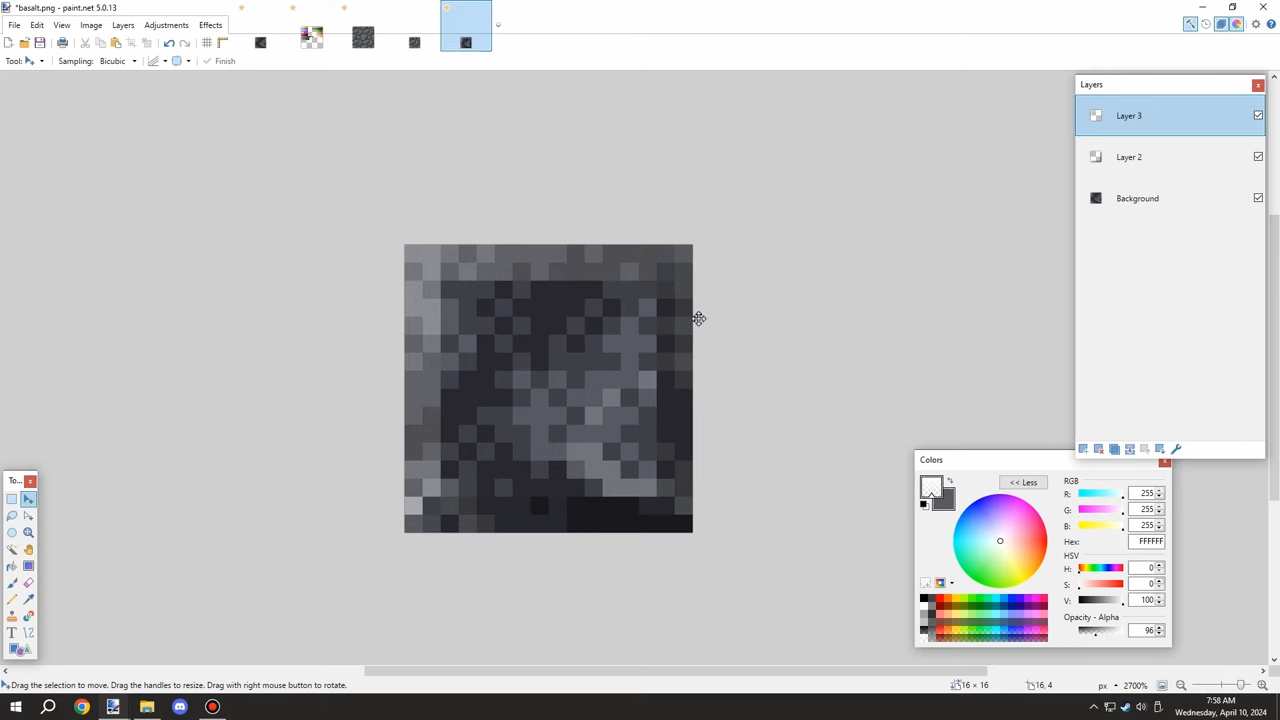 *basalt.png - paint.net 5.0.13
File Edit View Image Layers Adjustments Effects
Tool: Sampling: Bicubic Finish
Layers
Layer 3
Layer 2
Background
Colors
<< Less
RGB
R: 255
G: 255
B: 255
Hex: FFFFFF
HSV
H: 0
S: 0
V: 100
Opacity - Alpha
96
To...
Drag the selection to move. Drag the handles to resize. Drag with right mouse button to rotate.
16 × 16
16, 4
px
2700%
7:58 AM
Wednesday, April 10, 2024